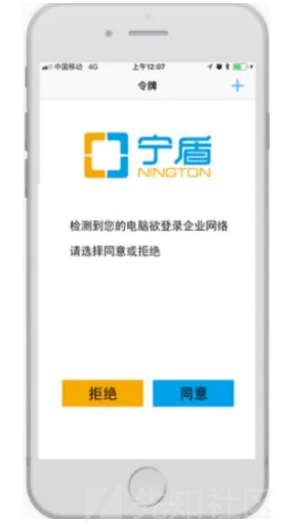 中国移动 4G 上午12:07
令牌
宁盾
NINGTON
检测到您的电脑欲登录企业网络
请选择同意或拒绝
拒绝 同意
先知社区